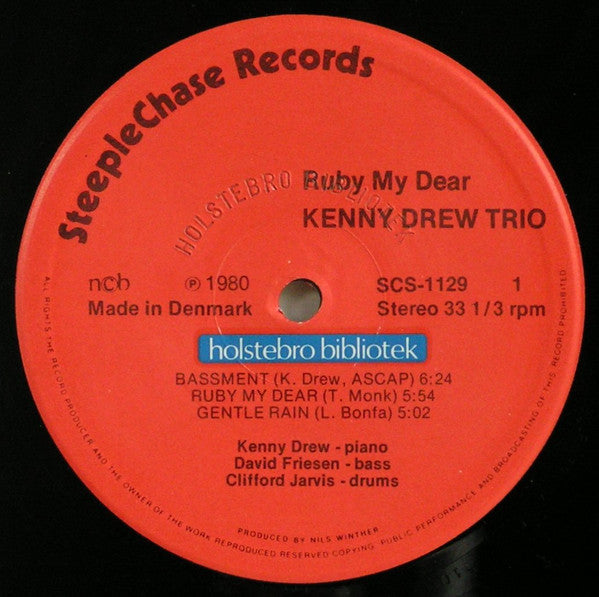 SteepleChase Records
HOLSTEBRO BIBLIOTEK
Ruby My Dear
KENNY DREW TRIO
ncb
℗ 1980
SCS-1129 1
Made in Denmark
Stereo 33 1/3 rpm
holstebro bibliotek
BASSMENT (K. Drew, ASCAP) 6:24
RUBY MY DEAR (T. Monk) 5:54
GENTLE RAIN (L. Bonfa) 5:02
Kenny Drew - piano
David Friesen - bass
Clifford Jarvis - drums
PRODUCED BY NILS WINTHER
ALL RIGHTS THE RECORD PRODUCER AND THE OWNER OF THE WORK REPRODUCED RESERVED COPYING, PUBLIC PERFORMANCE AND BROADCASTING OF THIS RECORD PROHIBITED